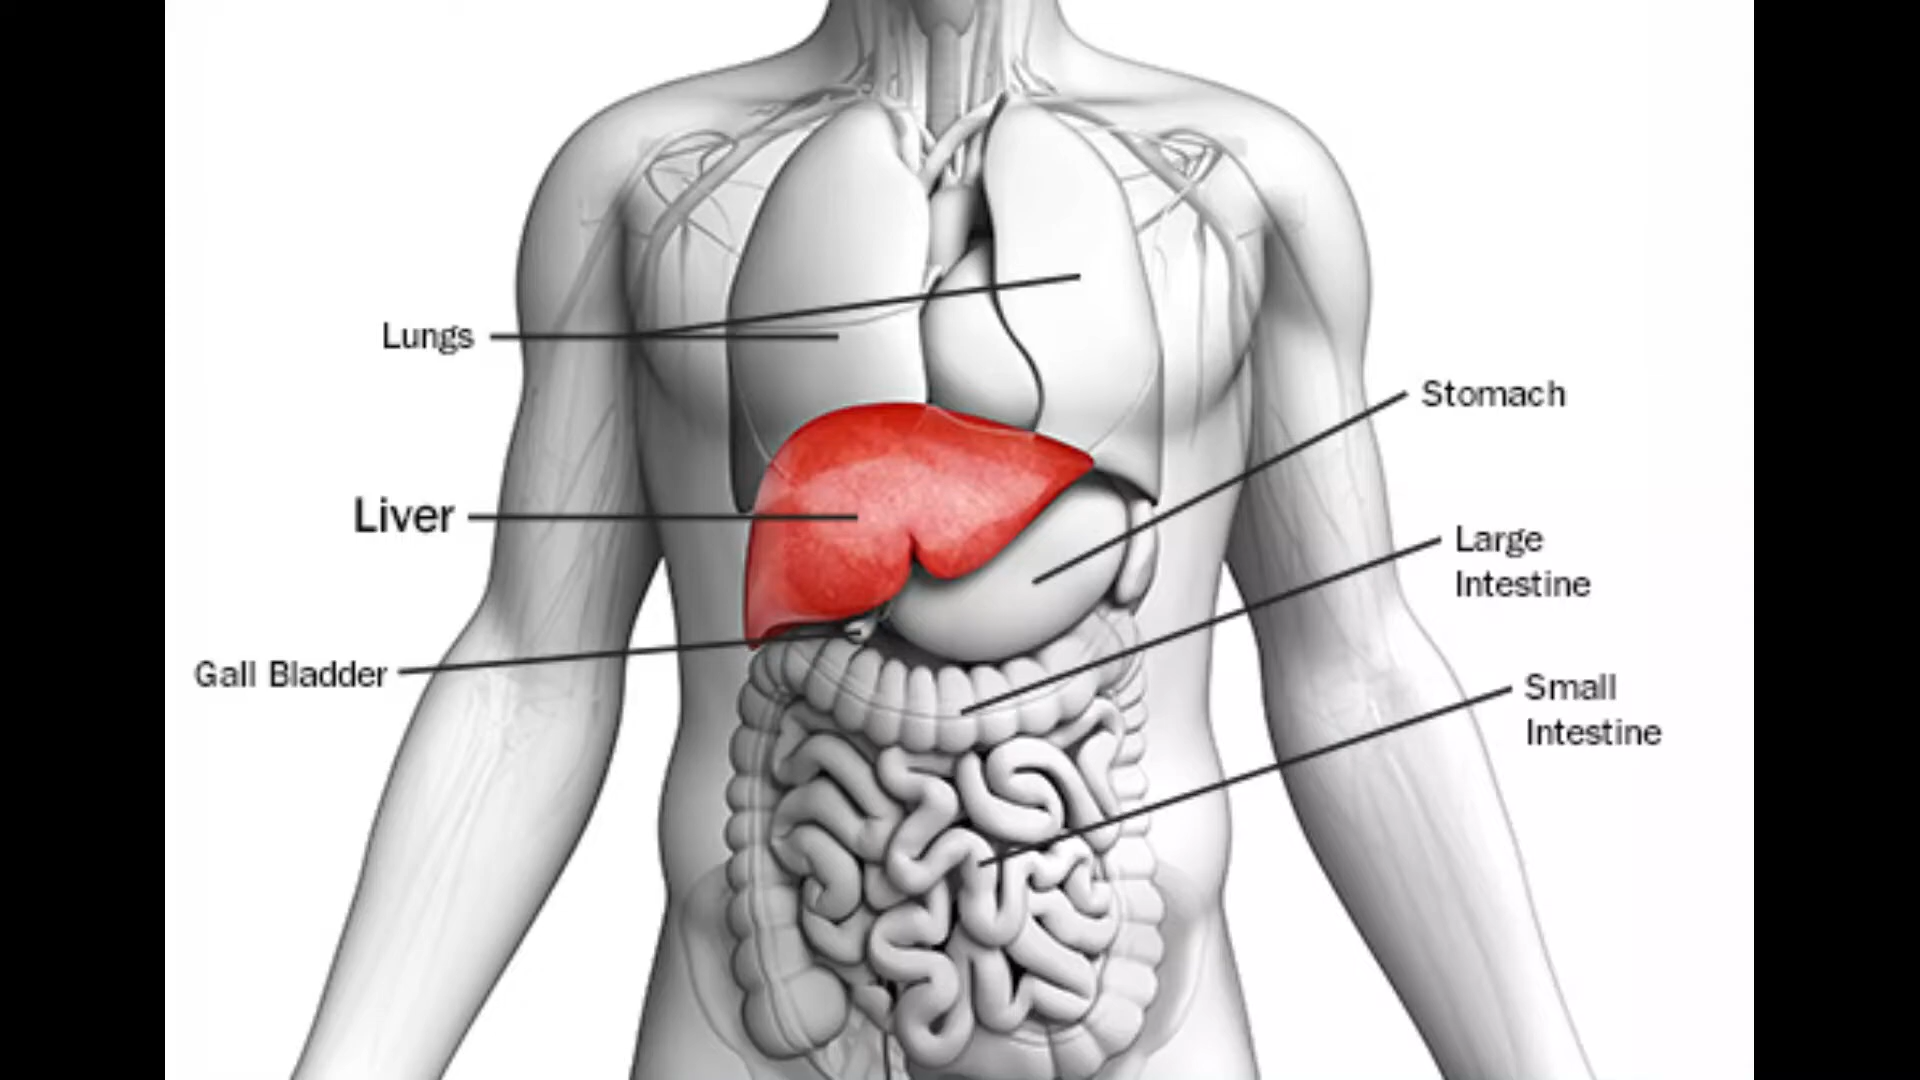 Lungs
Stomach
Liver
Large
Intestine
Gall Bladder
Small
Intestine